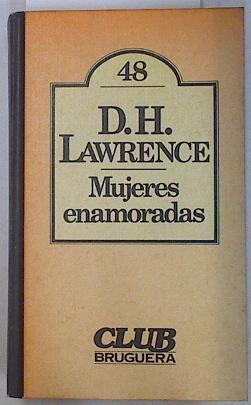 48
D.H.
LAWRENCE
Mujeres
enamoradas
CLUB
BRUGUERA